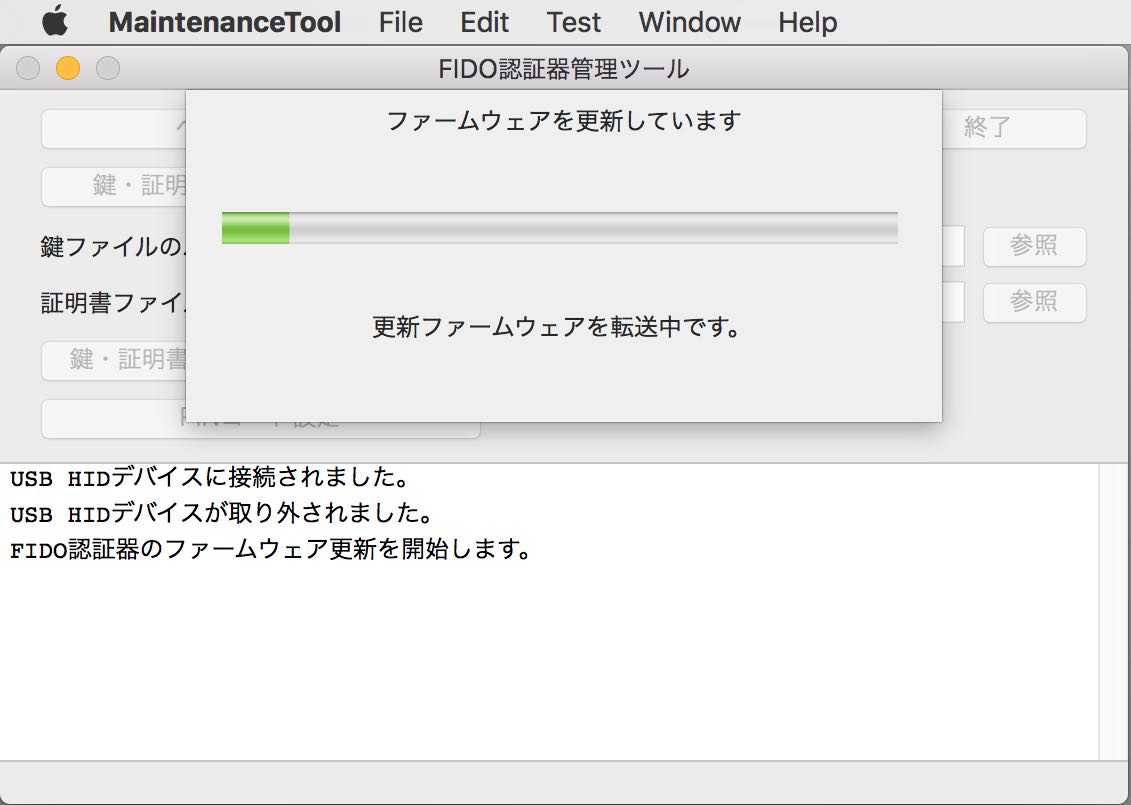 MaintenanceTool File Edit Test Window Help
FIDO認証器管理ツール
ファームウェアを更新しています
終了
鍵・証明
鍵ファイルの
参照
更新ファームウェアを転送中です。
証明書ファイ
参照
鍵・証明書
USB HIDデバイスに接続されました。
USB HIDデバイスが取り外されました。
FIDO認証器のファームウェア更新を開始します。